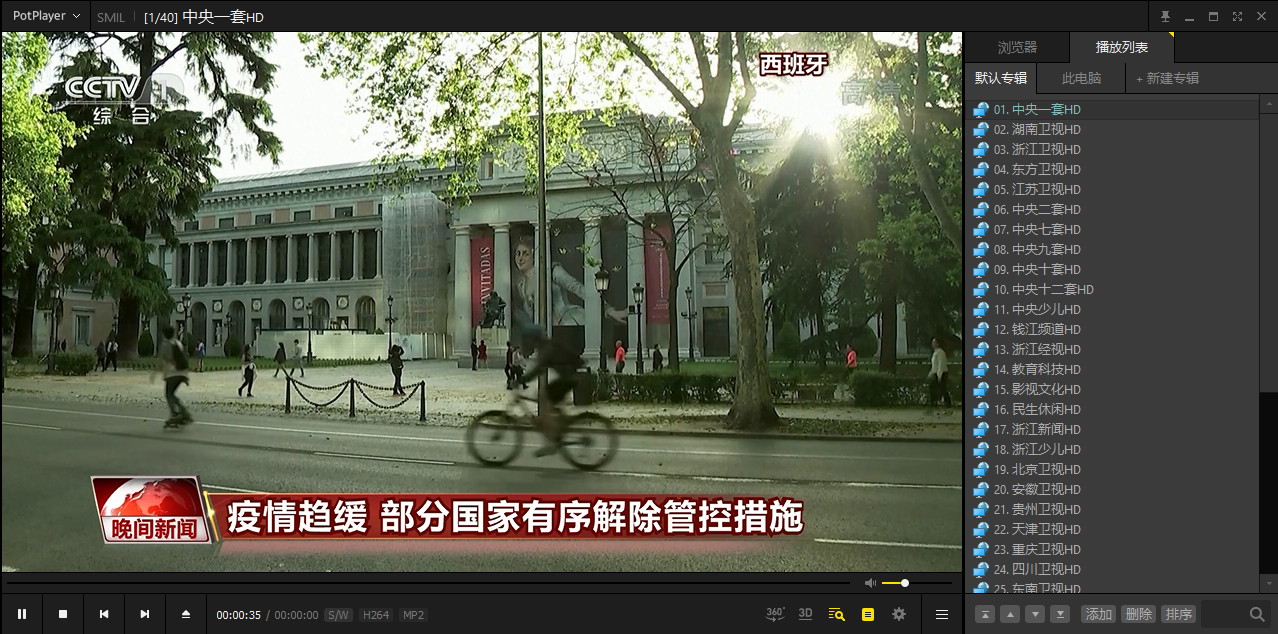 PotPlayer SMIL [1/40] 中央一套HD
浏览器 播放列表
默认专辑 此电脑 + 新建专辑
西班牙
CCTV 1
综合
高清
INVITADAS
晚间新闻
疫情趋缓 部分国家有序解除管控措施
01. 中央一套HD
02. 湖南卫视HD
03. 浙江卫视HD
04. 东方卫视HD
05. 江苏卫视HD
06. 中央二套HD
07. 中央七套HD
08. 中央九套HD
09. 中央十套HD
10. 中央十二套HD
11. 中央少儿HD
12. 钱江频道HD
13. 浙江经视HD
14. 教育科技HD
15. 影视文化HD
16. 民生休闲HD
17. 浙江新闻HD
18. 浙江少儿HD
19. 北京卫视HD
20. 安徽卫视HD
21. 贵州卫视HD
22. 天津卫视HD
23. 重庆卫视HD
24. 四川卫视HD
25. 东南卫视HD
00:00:35 / 00:00:00 S/W H264 MP2
360° 3D
添加 删除 排序